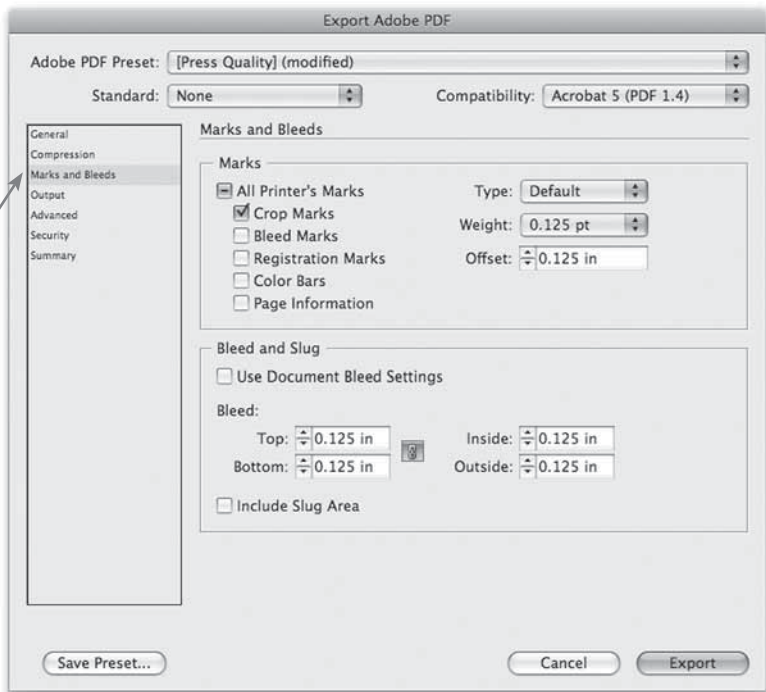 Export Adobe PDF
Adobe PDF Preset: [Press Quality] (modified)
Standard: None Compatibility: Acrobat 5 (PDF 1.4)
General
Compression
Marks and Bleeds
Output
Advanced
Security
Summary
Marks and Bleeds
Marks
All Printer's Marks
Crop Marks
Bleed Marks
Registration Marks
Color Bars
Page Information
Type: Default
Weight: 0.125 pt
Offset: 0.125 in
Bleed and Slug
Use Document Bleed Settings
Bleed:
Top: 0.125 in Inside: 0.125 in
Bottom: 0.125 in Outside: 0.125 in
Include Slug Area
Save Preset... Cancel Export